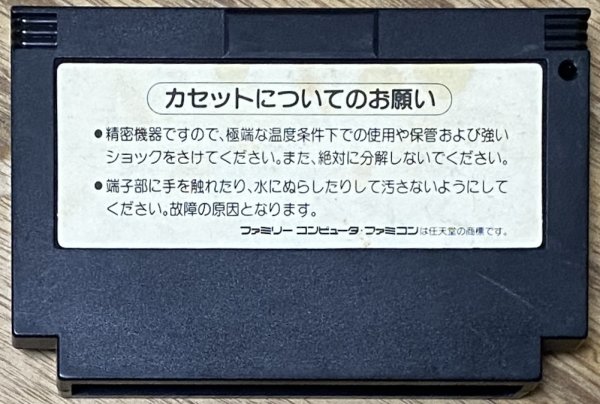 カセットについてのお願い
●精密機器ですので、極端な温度条件下での使用や保管および強い
ショックをさけてください。また、絶対に分解しないでください。
●端子部に手を触れたり、水にぬらしたりして汚さないようにして
ください。故障の原因となります。
ファミリー コンピュータ・ファミコンは任天堂の商標です。